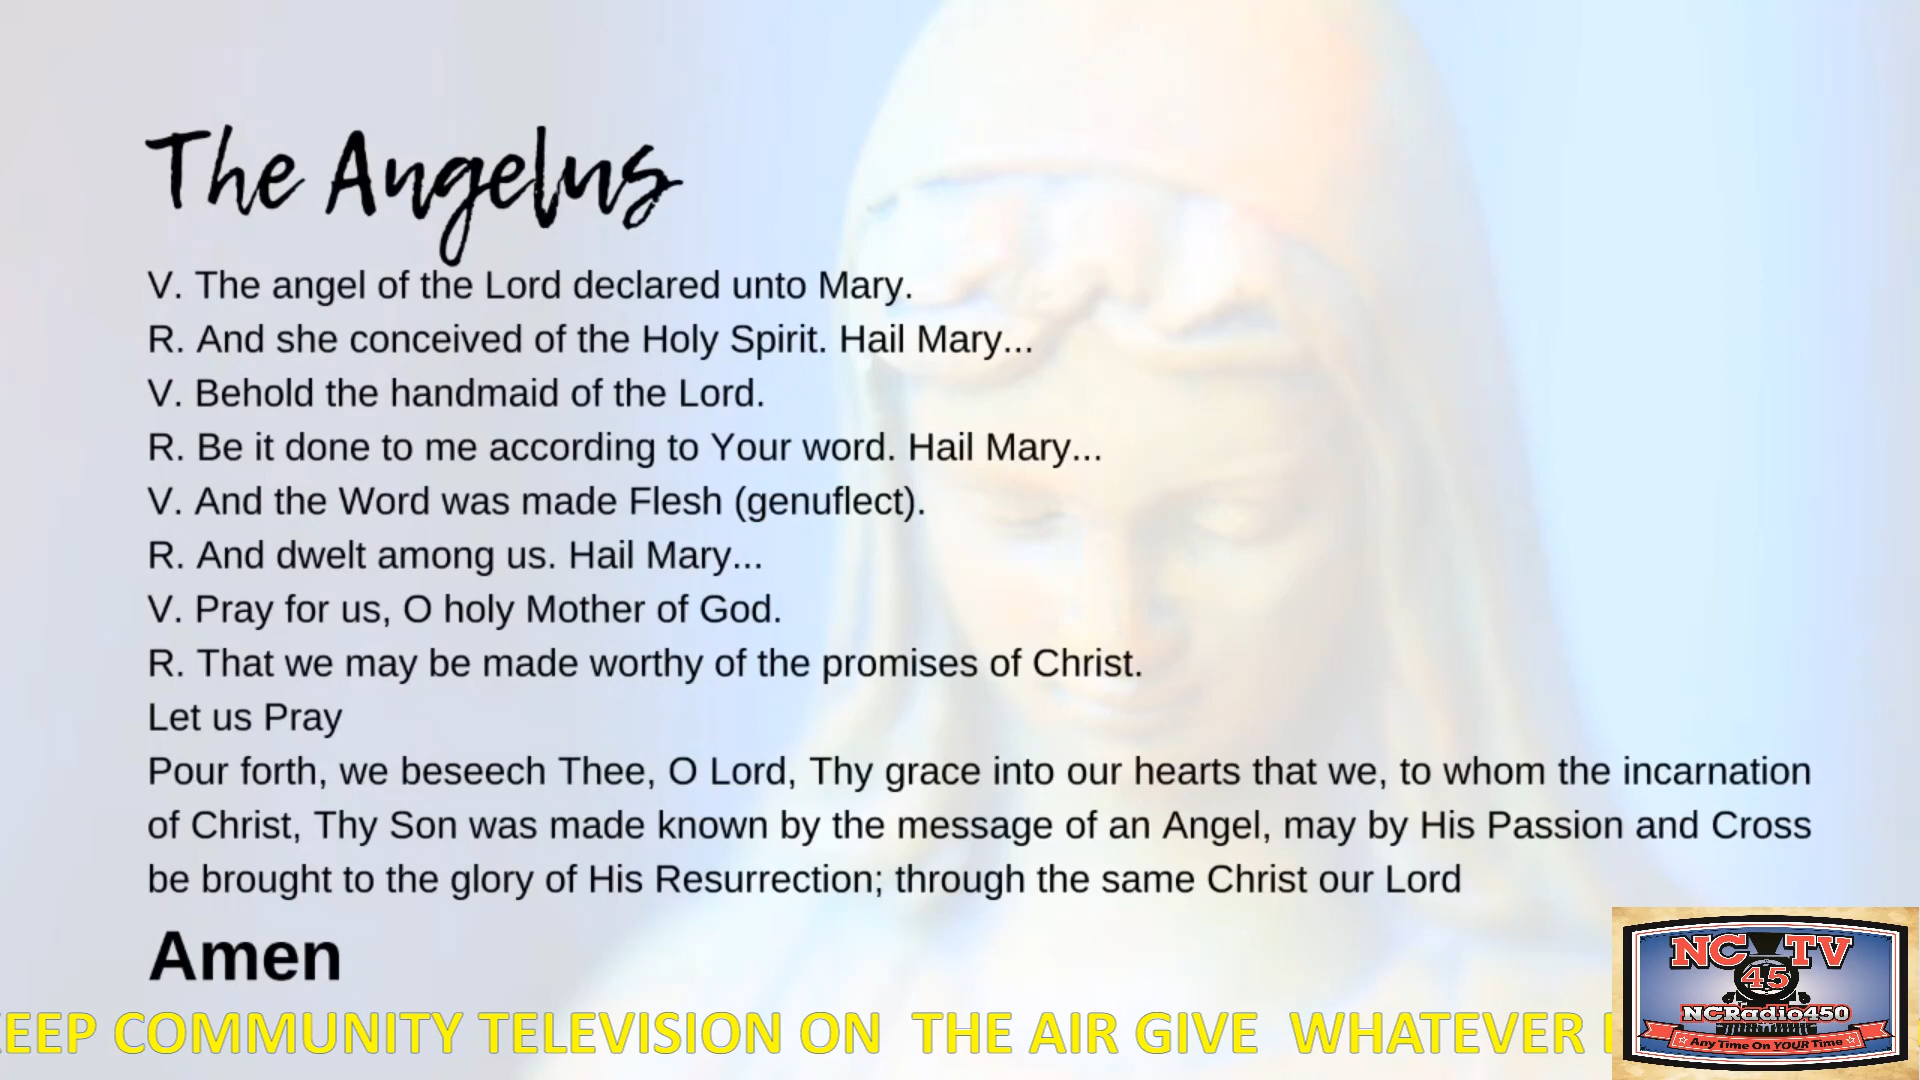 The Angelus
V. The angel of the Lord declared unto Mary.
R. And she conceived of the Holy Spirit. Hail Mary...
V. Behold the handmaid of the Lord.
R. Be it done to me according to Your word. Hail Mary...
V. And the Word was made Flesh (genuflect).
R. And dwelt among us. Hail Mary...
V. Pray for us, O holy Mother of God.
R. That we may be made worthy of the promises of Christ.
Let us Pray
Pour forth, we beseech Thee, O Lord, Thy grace into our hearts that we, to whom the incarnation
of Christ, Thy Son was made known by the message of an Angel, may by His Passion and Cross
be brought to the glory of His Resurrection; through the same Christ our Lord
Amen
EEP COMMUNITY TELEVISION ON THE AIR GIVE WHATEVER
NC TV
45
NCRadio450
Any Time On YOUR Time